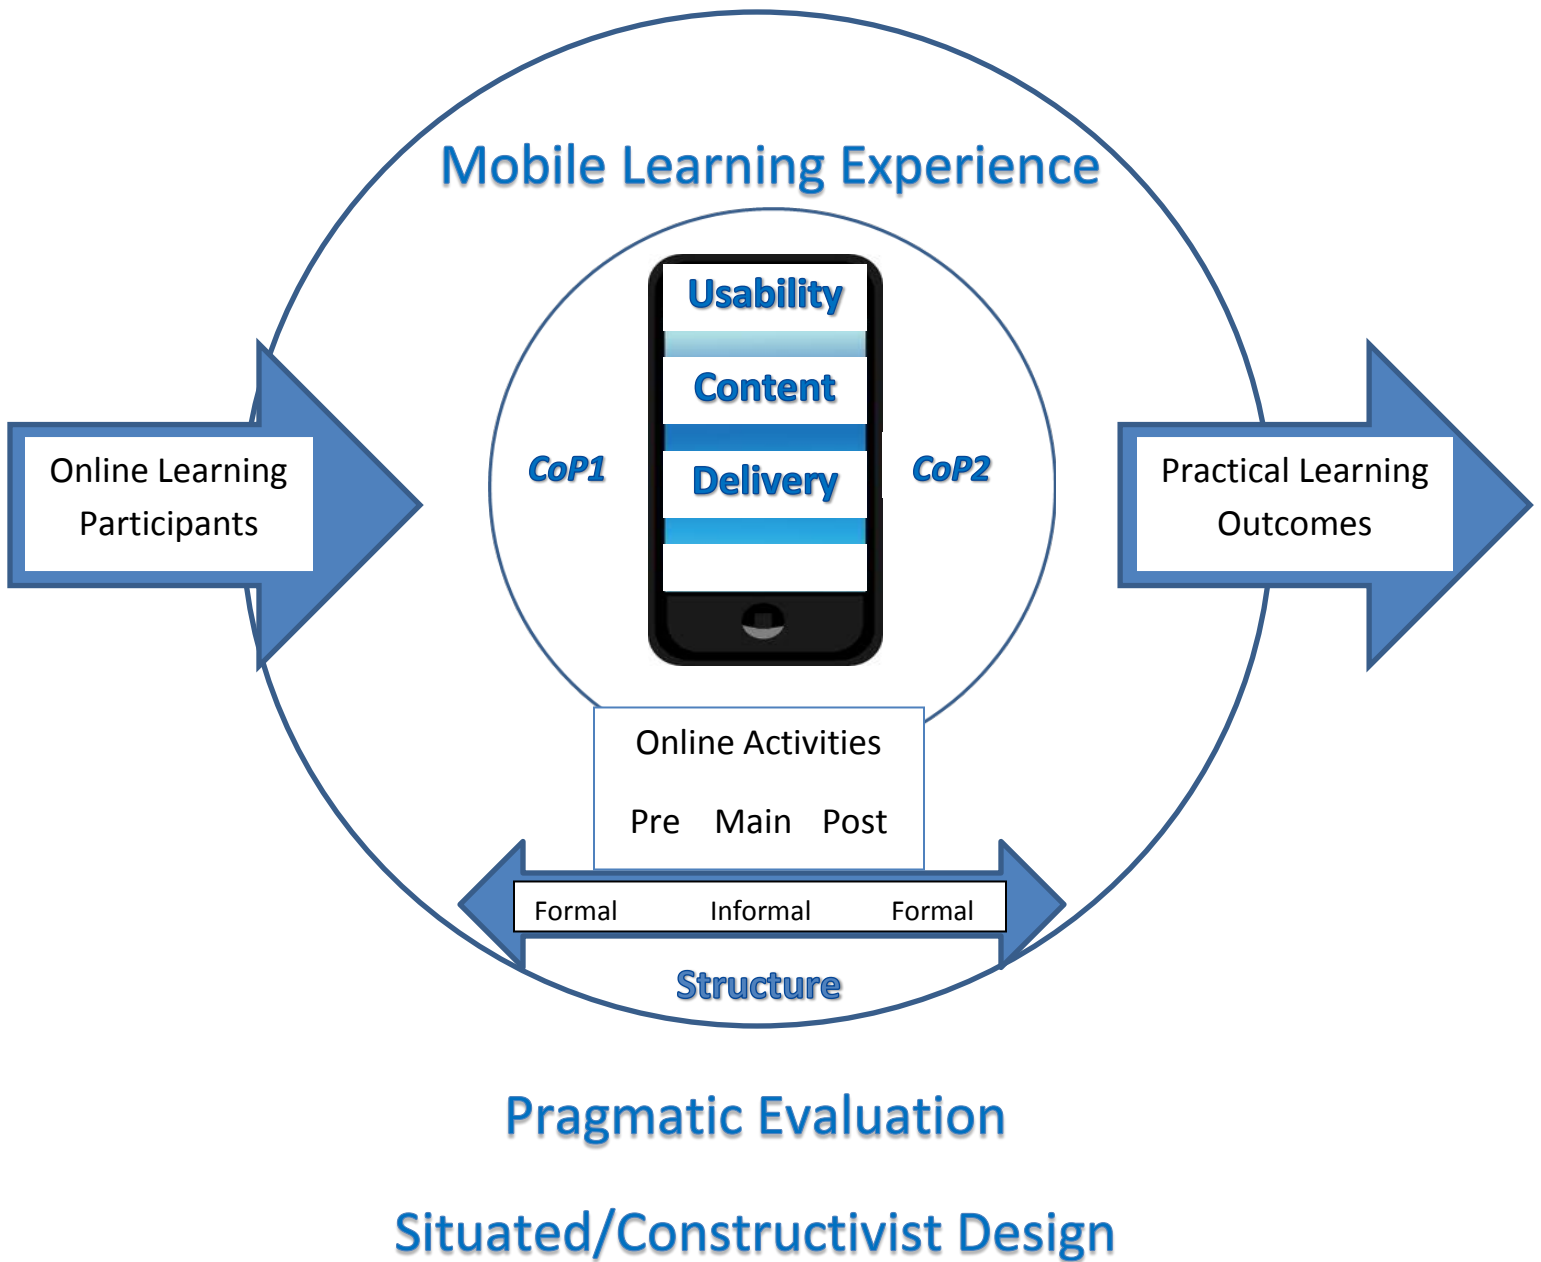 Mobile Learning Experience
Usability
Content
Delivery
CoP1
CoP2
Online Learning
Participants
Practical Learning
Outcomes
Online Activities
Pre Main Post
Formal Informal Formal
Structure
Pragmatic Evaluation
Situated/Constructivist Design